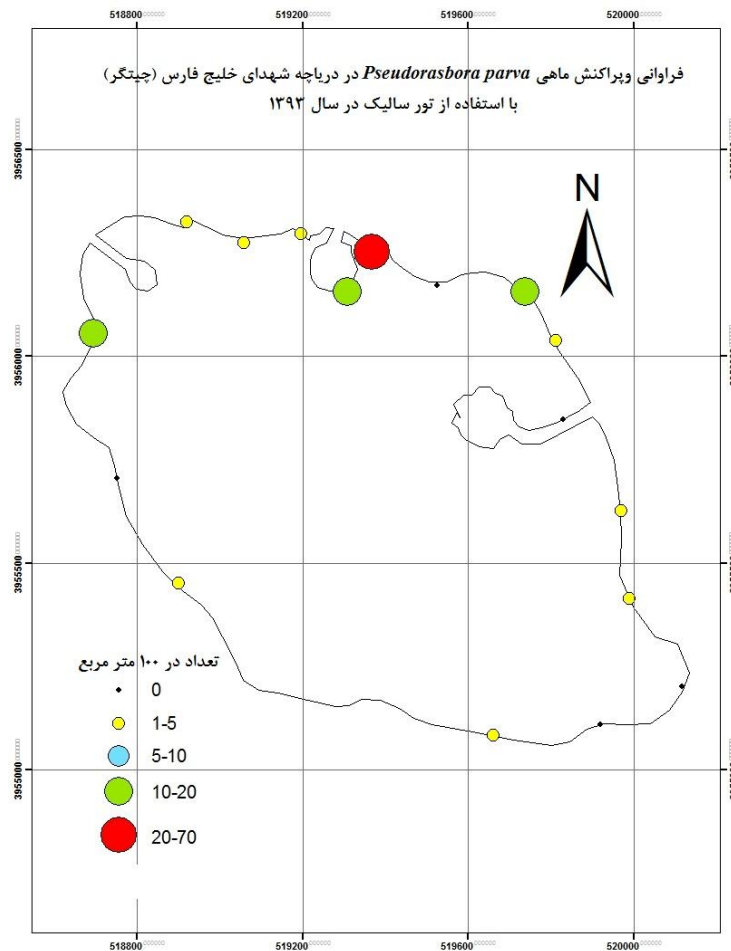 518800 519200 519600 520000
فراوانی وپراکنش ماهی Pseudorasbora parva در دریاچه شهدای خلیج فارس (چیتگر)
با استفاده از تور سالیک در سال ۱۳۹۳
3956500
N
3956000
3955500
تعداد در ۱۰۰ متر مربع
0
1-5
5-10
3955000
10-20
20-70
518800 519200 519600 520000